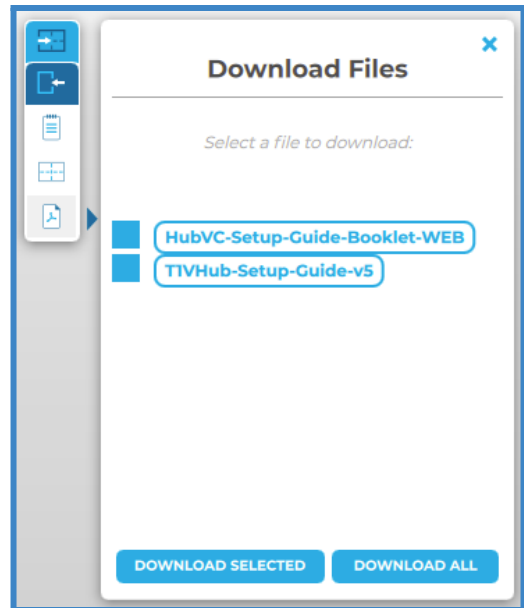 Download Files
Select a file to download:
HubVC-Setup-Guide-Booklet-WEB
T1VHub-Setup-Guide-v5
DOWNLOAD SELECTED
DOWNLOAD ALL